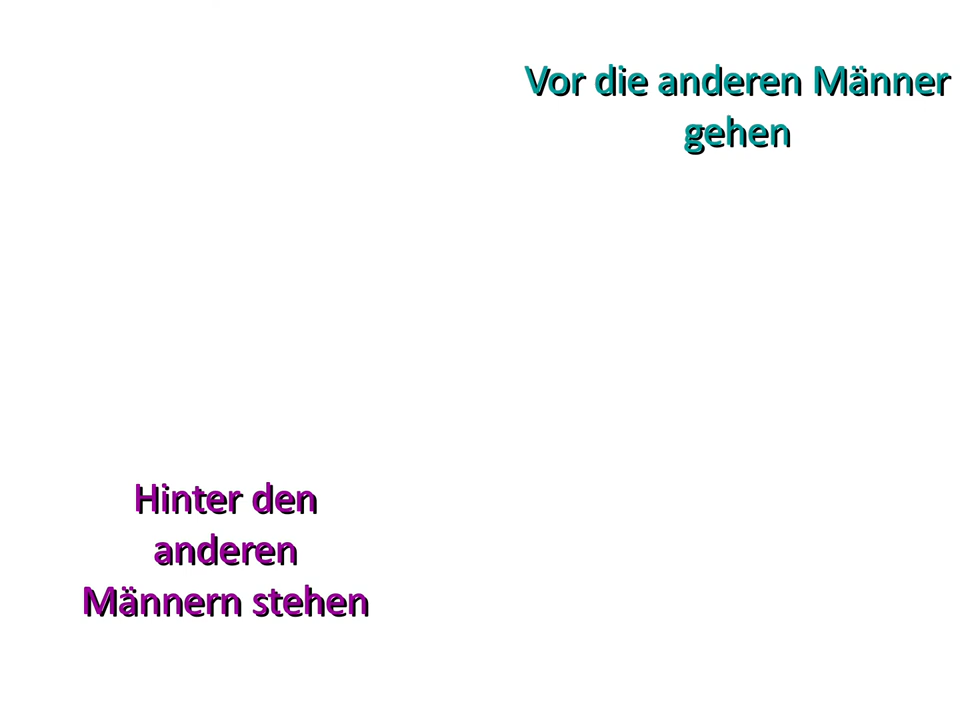 Vor die anderen Männer
gehen
Hinter den
anderen
Männern stehen